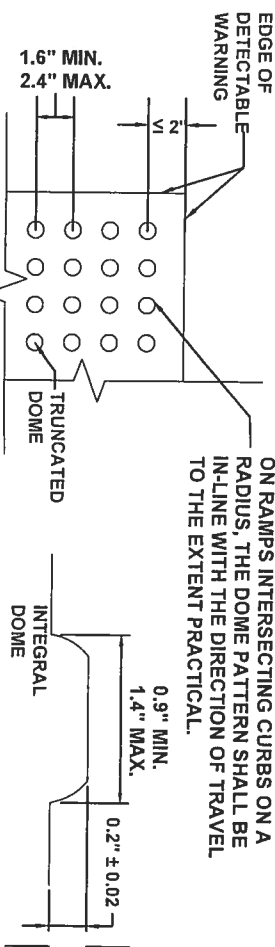 EDGE OF
DETECTABLE
WARNING
≤ 2"
1.6" MIN.
2.4" MAX.
ON RAMPS INTERSECTING CURBS ON A
RADIUS, THE DOME PATTERN SHALL BE
IN-LINE WITH THE DIRECTION OF TRAVEL
TO THE EXTENT PRACTICAL.
TRUNCATED
DOME
0.9" MIN.
1.4" MAX.
0.2" ± 0.02
INTEGRAL
DOME